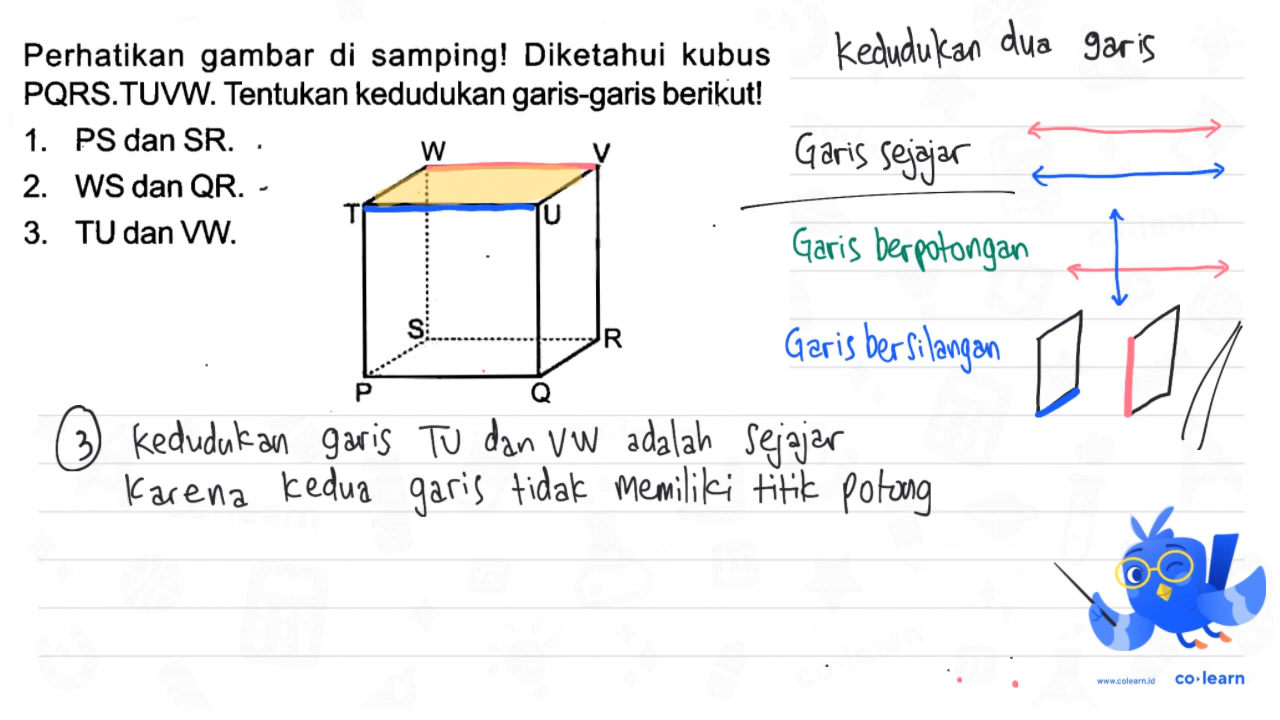 Perhatikan gambar di samping! Diketahui kubus
PQRS.TUVW. Tentukan kedudukan garis-garis berikut!
1. PS dan SR.
2. WS dan QR.
3. TU dan VW.
W
V
T
U
S
R
P
Q
kedudukan dua garis
Garis sejajar
Garis berpotongan
Garis bersilangan
3 kedudukan garis TU dan VW adalah sejajar
Karena kedua garis tidak memiliki titik potong
www.colearn.id
co·learn